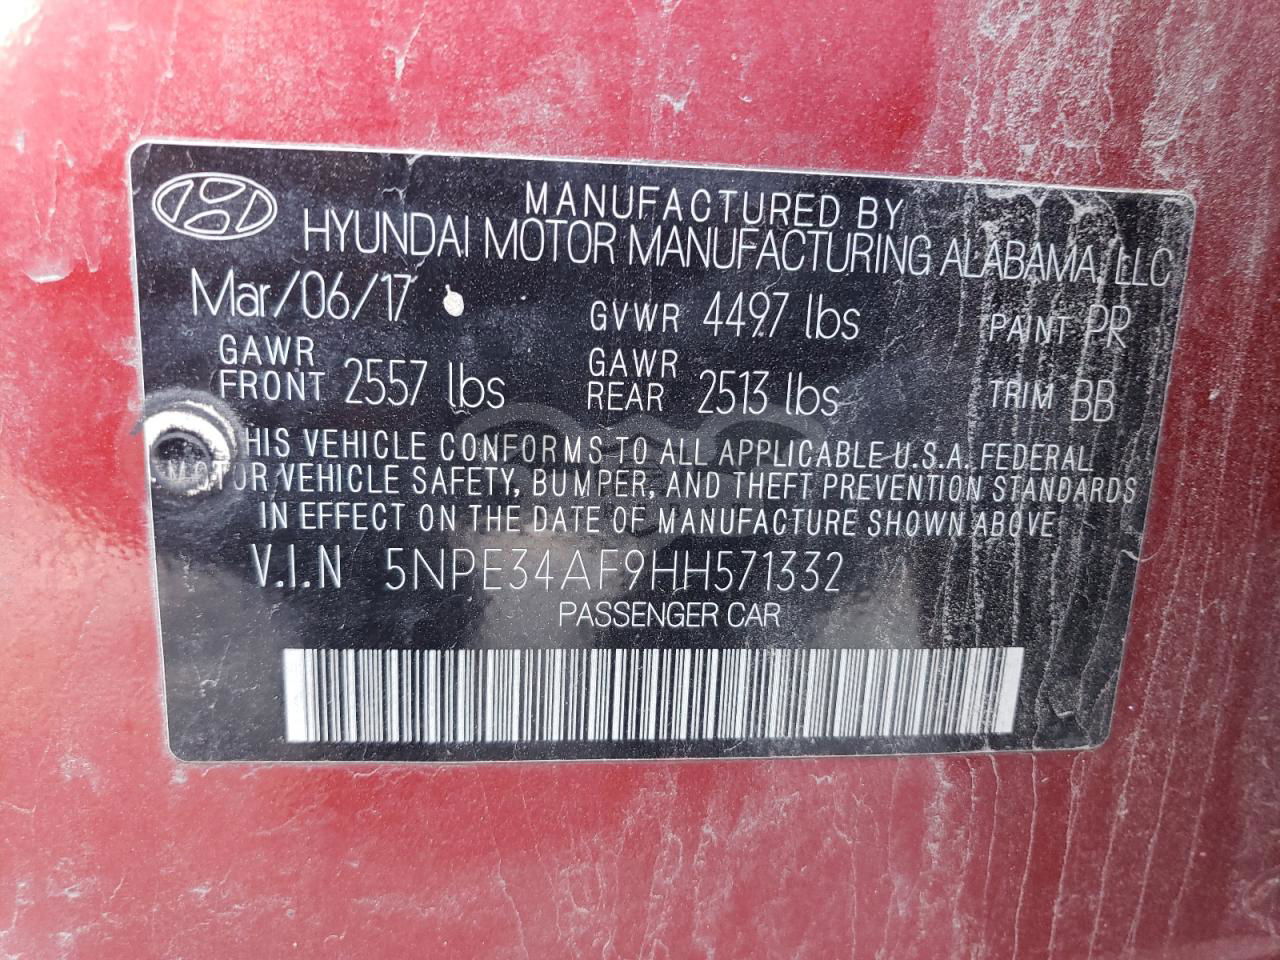 MANUFACTURED BY
HYUNDAI MOTOR MANUFACTURING ALABAMA, LLC
Mar/06/17 GVWR 4497 lbs PAINT PR
GAWR FRONT 2557 lbs GAWR REAR 2513 lbs TRIM BB
HIS VEHICLE CONFORMS TO ALL APPLICABLE U.S.A. FEDERAL
MOTOR VEHICLE SAFETY, BUMPER, AND THEFT PREVENTION STANDARDS
IN EFFECT ON THE DATE OF MANUFACTURE SHOWN ABOVE
V.I.N 5NPE34AF9HH571332
PASSENGER CAR